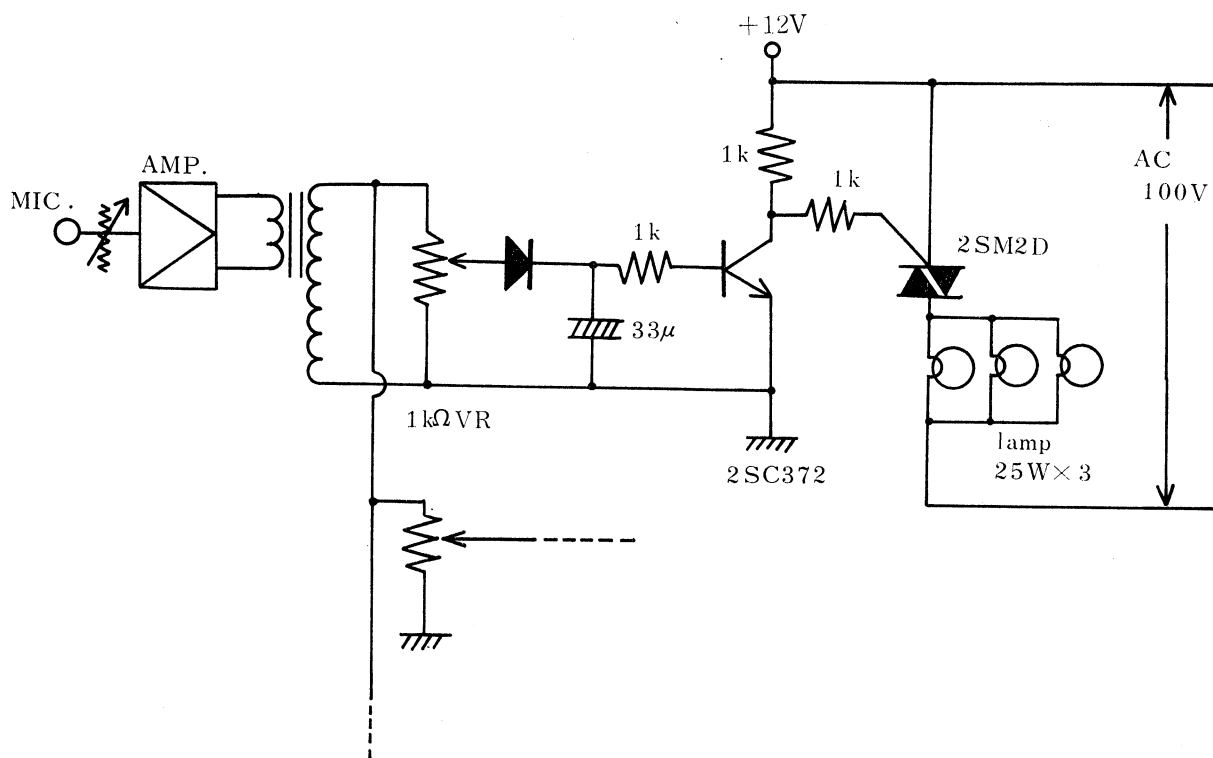 +12V
AMP.
MIC.
1k
1k
1k
AC
100V
2SM2D
33μ
1kΩVR
2SC372
lamp
25W×3